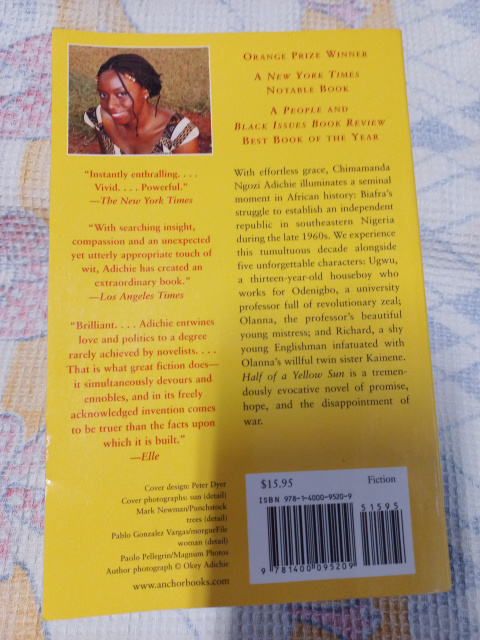 "Instantly enthralling. . . .
Vivid. . . . Powerful."
—The New York Times
"With searching insight,
compassion and an unexpected
yet utterly appropriate touch of
wit, Adichie has created an
extraordinary book."
—Los Angeles Times
"Brilliant. . . . Adichie entwines
love and politics to a degree
rarely achieved by novelists. . . .
That is what great fiction does—
it simultaneously devours and
ennobles, and in its freely
acknowledged invention comes
to be truer than the facts upon
which it is built."
—Elle
Cover design: Peter Dyer
Cover photographs: sun (detail)
Mark Newman/Punchstock
trees (detail)
Pablo Gonzalez Vargas/morgueFile
woman (detail)
Paolo Pellegrin/Magnum Photos
Author photograph © Okey Adichie
www.anchorbooks.com
ORANGE PRIZE WINNER
A NEW YORK TIMES
NOTABLE BOOK
A PEOPLE AND
BLACK ISSUES BOOK REVIEW
BEST BOOK OF THE YEAR
With effortless grace, Chimamanda
Ngozi Adichie illuminates a seminal
moment in African history: Biafra's
struggle to establish an independent
republic in southeastern Nigeria
during the late 1960s. We experience
this tumultuous decade alongside
five unforgettable characters: Ugwu,
a thirteen-year-old houseboy who
works for Odenigbo, a university
professor full of revolutionary zeal;
Olanna, the professor's beautiful
young mistress; and Richard, a shy
young Englishman infatuated with
Olanna's willful twin sister Kainene.
Half of a Yellow Sun is a tremen-
dously evocative novel of promise,
hope, and the disappointment of
war.
$15.95 Fiction
ISBN 978-1-4000-9520-9
51595
9 781400 095209